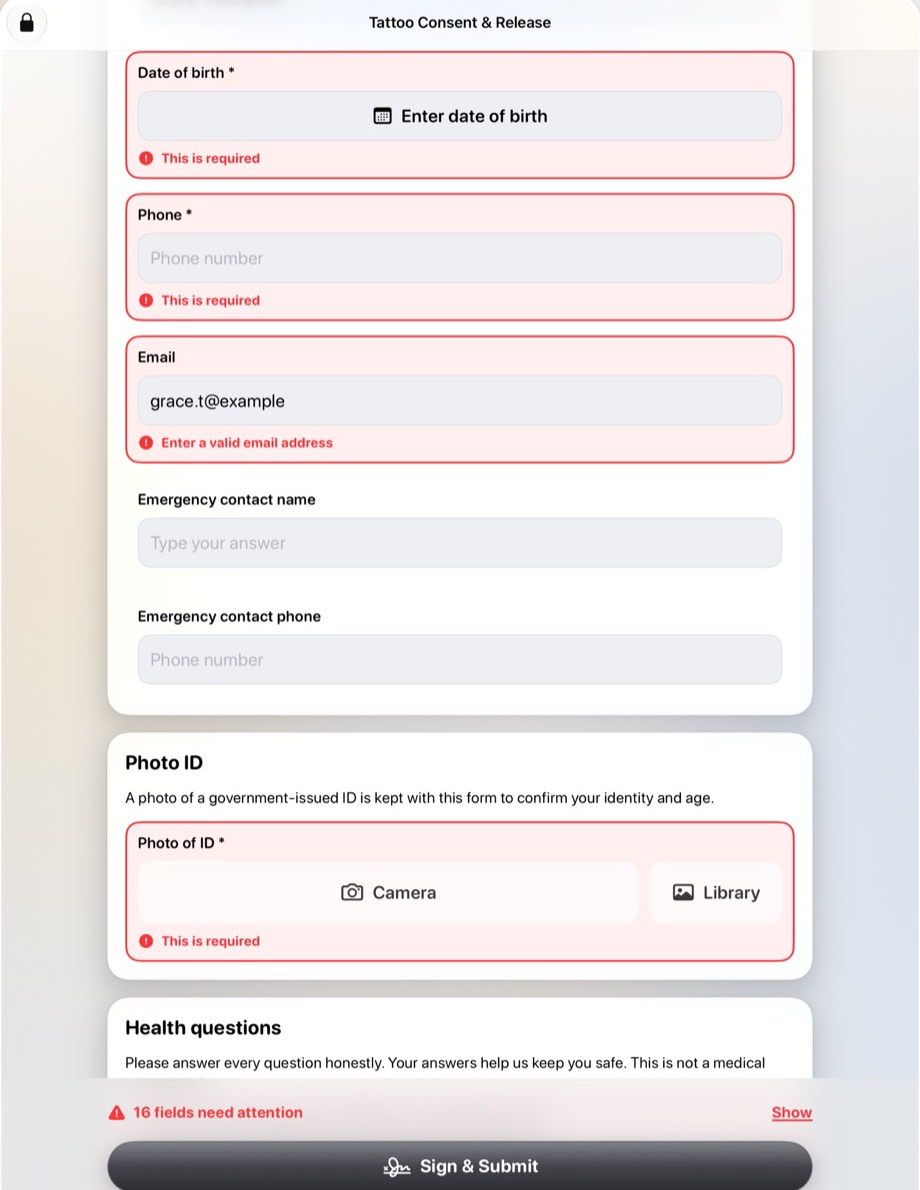 Tattoo Consent & Release
Date of birth *
Enter date of birth
This is required
Phone *
Phone number
This is required
Email
grace.t@example
Enter a valid email address
Emergency contact name
Type your answer
Emergency contact phone
Phone number
Photo ID
A photo of a government-issued ID is kept with this form to confirm your identity and age.
Photo of ID *
Camera
Library
This is required
Health questions
Please answer every question honestly. Your answers help us keep you safe. This is not a medical
16 fields need attention
Show
Sign & Submit